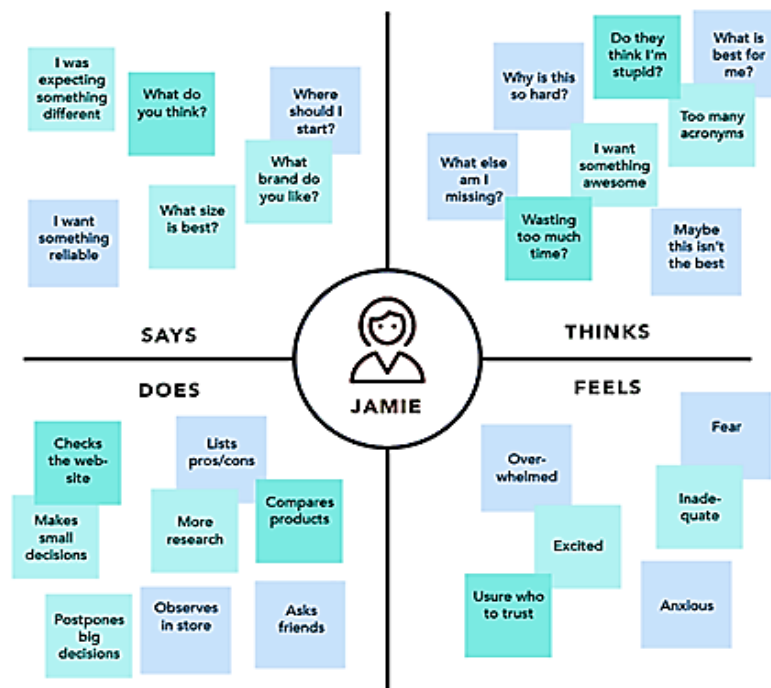 I was
expecting
something
different
What do
you think?
Where
should I
start?
What
brand do
you like?
I want
something
reliable
What size
is best?
SAYS
Do they
think I'm
stupid?
What is
best for
me?
Why is this
so hard?
Too many
acronyms
I want
something
awesome
What else
am I
missing?
Wasting
too much
time?
Maybe
this isn't
the best
THINKS
JAMIE
DOES
Checks
the web-
site
Lists
pros/cons
Compares
products
Makes
small
decisions
More
research
Postpones
big
decisions
Observes
in store
Asks
friends
FEELS
Fear
Over-
whelmed
Inade-
quate
Excited
Usure who
to trust
Anxious